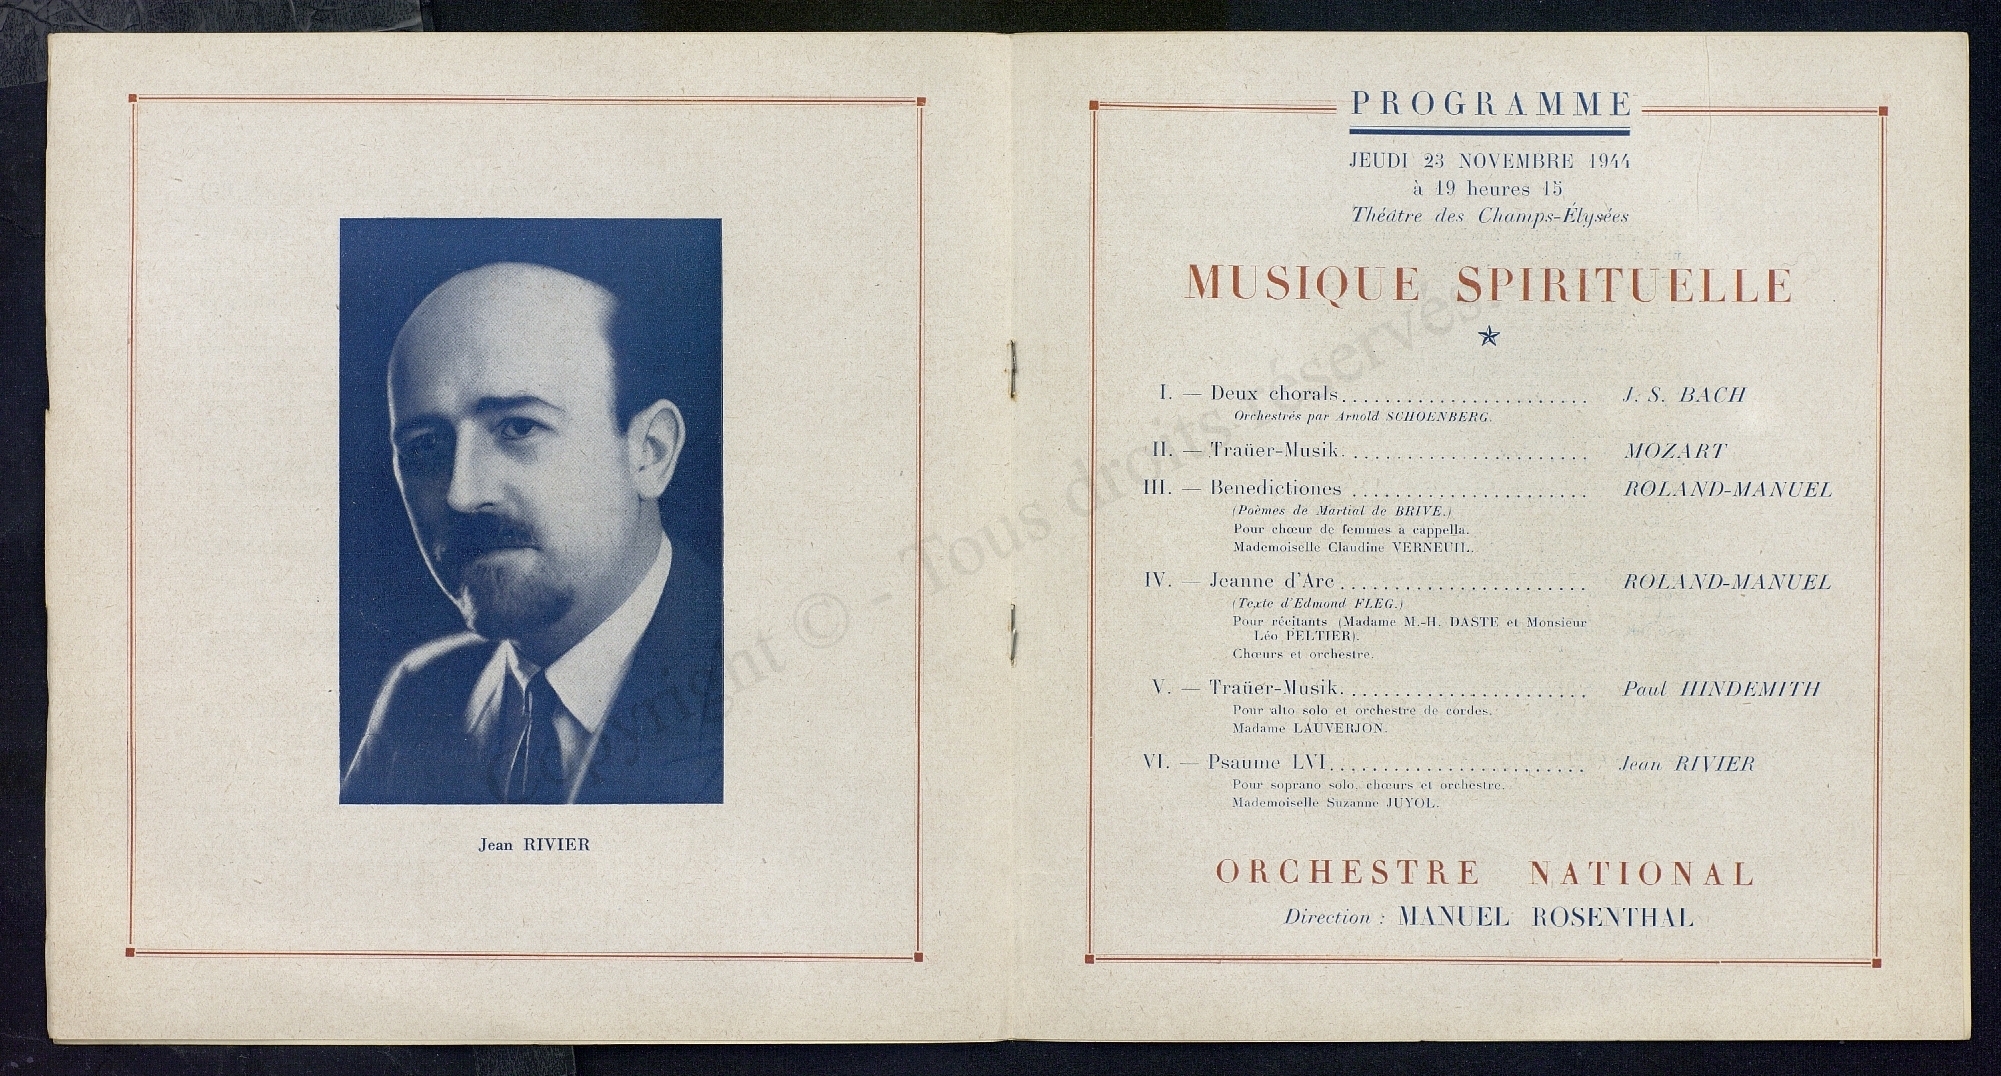 Jean RIVIER
PROGRAMME
JEUDI 23 NOVEMBRE 1944
à 19 heures 15
Théâtre des Champs-Élysées
MUSIQUE SPIRITUELLE
I. — Deux chorals........................ J. S. BACH
Orchestrés par Arnold SCHOENBERG.
II. — Traüer-Musik........................ MOZART
III. — Benedictiones ........................ ROLAND-MANUEL
(Poèmes de Martial de BRIVE.)
Pour chœur de femmes a cappella.
Mademoiselle Claudine VERNEUIL.
IV. — Jeanne d'Arc........................ ROLAND-MANUEL
(Texte d'Edmond FLEG.)
Pour récitants (Madame M.-H. DASTE et Monsieur
Léo PELTIER).
Chœurs et orchestre.
V. — Traüer-Musik........................ Paul HINDEMITH
Pour alto solo et orchestre de cordes.
Madame LAUVERJON.
VI. — Psaume LVI........................ Jean RIVIER
Pour soprano solo, chœurs et orchestre.
Mademoiselle Suzanne JUYOL.
ORCHESTRE NATIONAL
Direction : MANUEL ROSENTHAL
Copyright © - Tous droits réservés